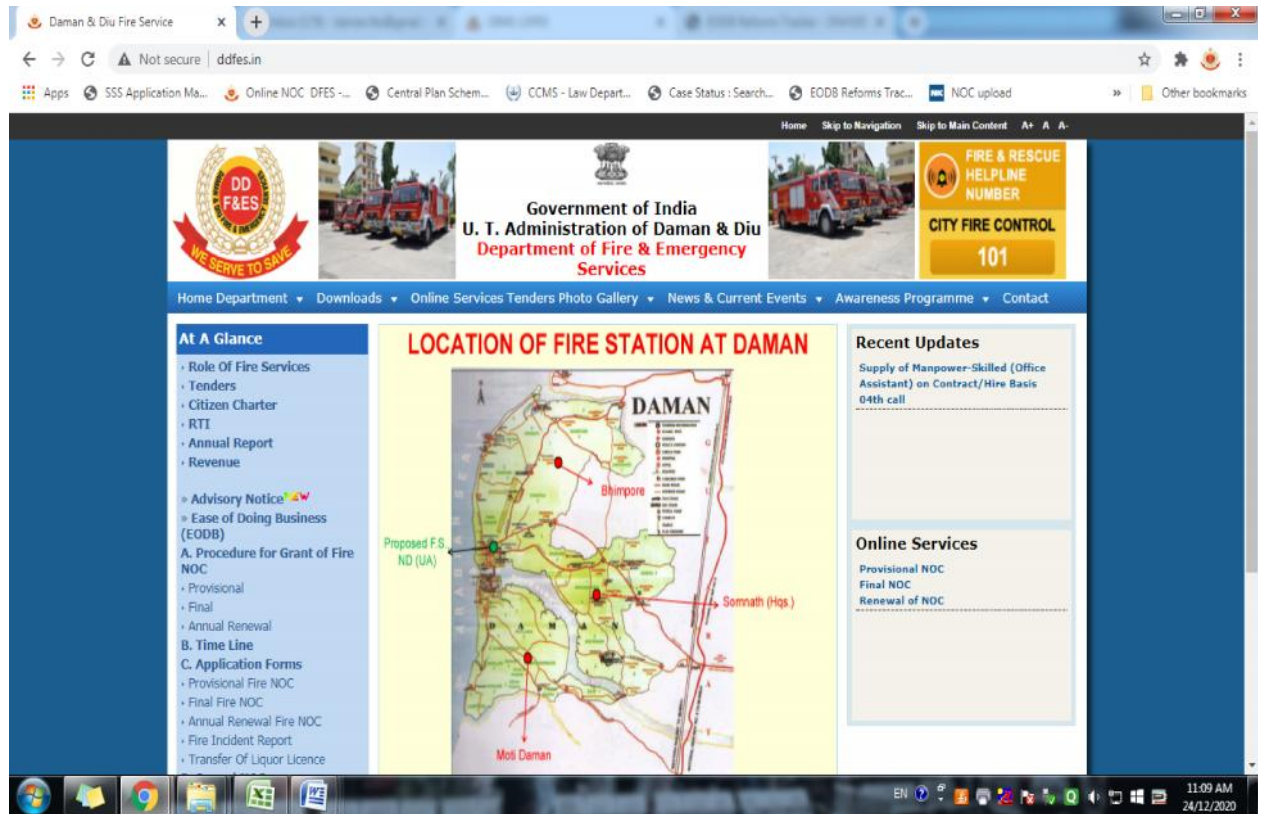 Daman & Diu Fire Service
Not secure
ddfes.in
Apps
SSS Application Ma...
Online NOC DFES -...
Central Plan Schem...
CCMS - Law Depart...
Case Status : Search...
EODB Reforms Trac...
NOC upload
Other bookmarks
Home Skip to Navigation Skip to Main Content A+ A A-
DD
F&ES
WE SERVE TO SAVE
Government of India
U. T. Administration of Daman & Diu
Department of Fire & Emergency
Services
FIRE & RESCUE
HELPLINE
NUMBER
CITY FIRE CONTROL
101
Home Department Downloads Online Services Tenders Photo Gallery News & Current Events Awareness Programme Contact
At A Glance
Role Of Fire Services
Tenders
Citizen Charter
RTI
Annual Report
Revenue
» Advisory Notice
» Ease of Doing Business
(EODB)
A. Procedure for Grant of Fire
NOC
Provisional
Final
Annual Renewal
B. Time Line
C. Application Forms
Provisional Fire NOC
Final Fire NOC
Annual Renewal Fire NOC
Fire Incident Report
Transfer Of Liquor Licence
LOCATION OF FIRE STATION AT DAMAN
DAMAN
Bhimpore
Proposed F.S.
ND (UA)
Somnath (Hqs.)
D A M A N
Moti Daman
Recent Updates
Supply of Manpower-Skilled (Office
Assistant) on Contract/Hire Basis
04th call
Online Services
Provisional NOC
Final NOC
Renewal of NOC
EN
11:09 AM
24/12/2020